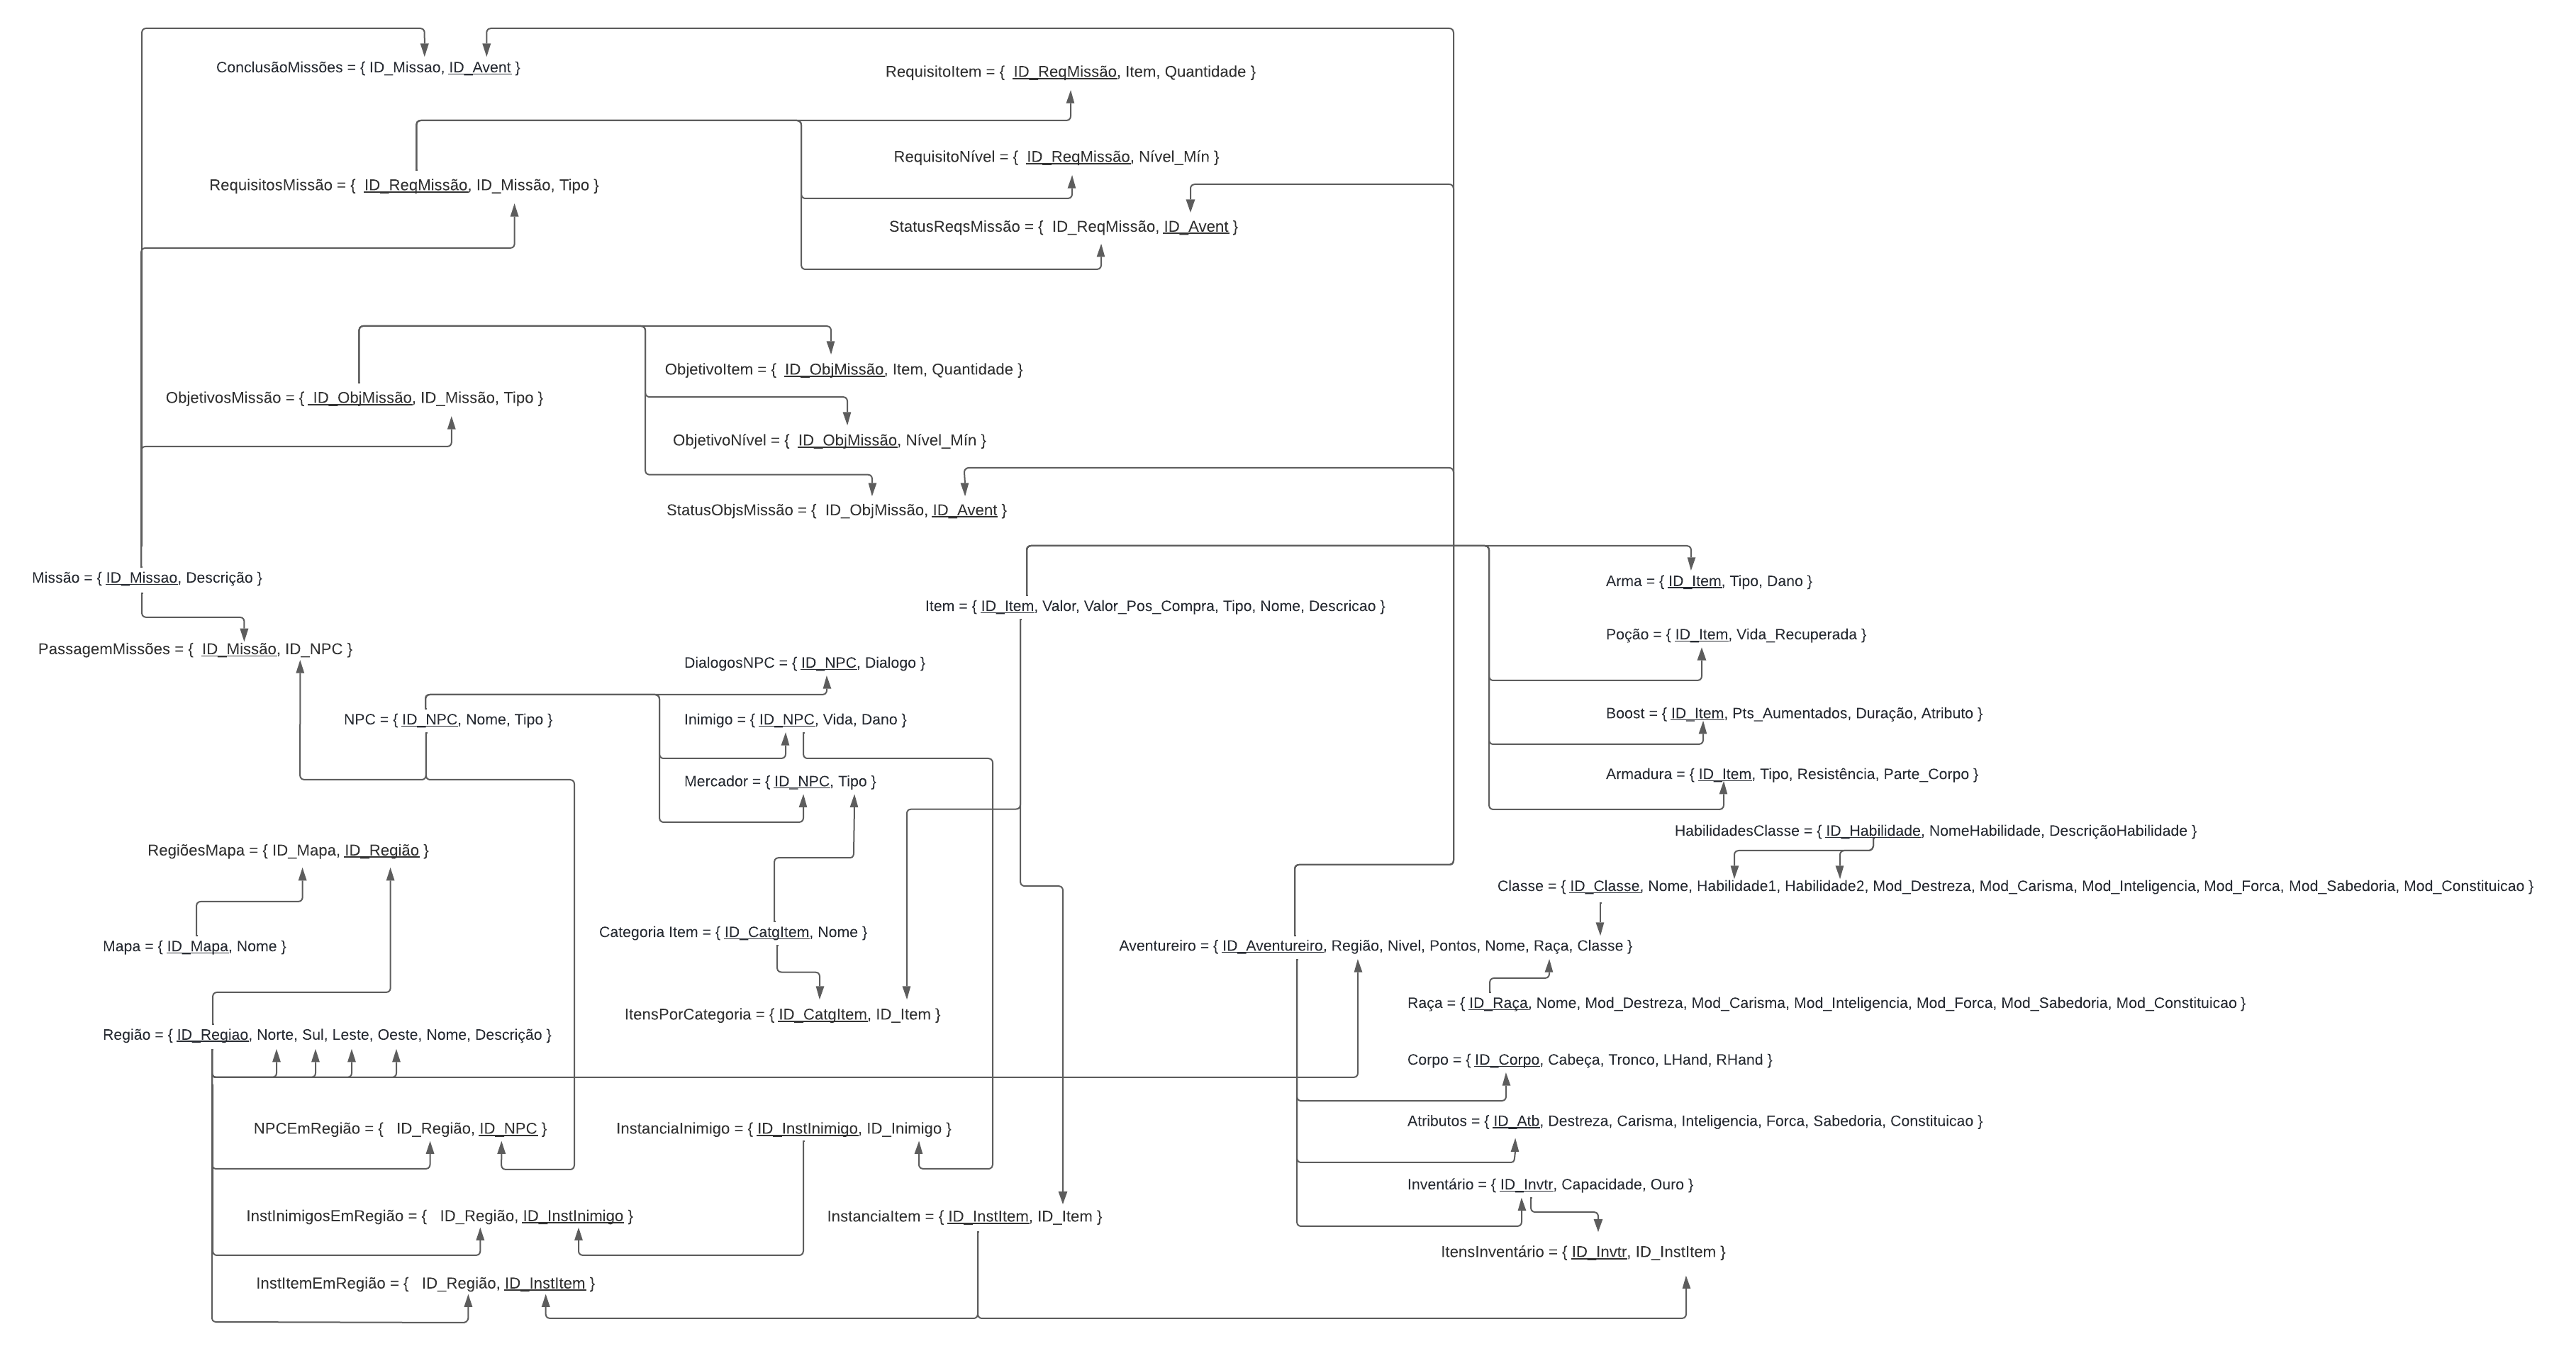 ConclusãoMissões = { ID_Missao, ID_Avent }
RequisitoItem = { ID_ReqMissão, Item, Quantidade }
RequisitoNível = { ID_ReqMissão, Nível_Mín }
RequisitosMissão = { ID_ReqMissão, ID_Missão, Tipo }
StatusReqsMissão = { ID_ReqMissão, ID_Avent }
ObjetivoItem = { ID_ObjMissão, Item, Quantidade }
ObjetivosMissão = { ID_ObjMissão, ID_Missão, Tipo }
ObjetivoNível = { ID_ObjMissão, Nível_Mín }
StatusObjsMissão = { ID_ObjMissão, ID_Avent }
Missão = { ID_Missao, Descrição }
Arma = { ID_Item, Tipo, Dano }
Item = { ID_Item, Valor, Valor_Pos_Compra, Tipo, Nome, Descricao }
Poção = { ID_Item, Vida_Recuperada }
PassagemMissões = { ID_Missão, ID_NPC }
DialogosNPC = { ID_NPC, Dialogo }
Boost = { ID_Item, Pts_Aumentados, Duração, Atributo }
NPC = { ID_NPC, Nome, Tipo }
Inimigo = { ID_NPC, Vida, Dano }
Armadura = { ID_Item, Tipo, Resistência, Parte_Corpo }
Mercador = { ID_NPC, Tipo }
HabilidadesClasse = { ID_Habilidade, NomeHabilidade, DescriçãoHabilidade }
RegiõesMapa = { ID_Mapa, ID_Região }
Classe = { ID_Classe, Nome, Habilidade1, Habilidade2, Mod_Destreza, Mod_Carisma, Mod_Inteligencia, Mod_Forca, Mod_Sabedoria, Mod_Constituicao }
Categoria Item = { ID_CatgItem, Nome }
Mapa = { ID_Mapa, Nome }
Aventureiro = { ID_Aventureiro, Região, Nivel, Pontos, Nome, Raça, Classe }
Raça = { ID_Raça, Nome, Mod_Destreza, Mod_Carisma, Mod_Inteligencia, Mod_Forca, Mod_Sabedoria, Mod_Constituicao }
ItensPorCategoria = { ID_CatgItem, ID_Item }
Região = { ID_Regiao, Norte, Sul, Leste, Oeste, Nome, Descrição }
Corpo = { ID_Corpo, Cabeça, Tronco, LHand, RHand }
Atributos = { ID_Atb, Destreza, Carisma, Inteligencia, Forca, Sabedoria, Constituicao }
NPCEmRegião = { ID_Região, ID_NPC }
InstanciaInimigo = { ID_InstInimigo, ID_Inimigo }
Inventário = { ID_Invtr, Capacidade, Ouro }
InstInimigosEmRegião = { ID_Região, ID_InstInimigo }
InstanciaItem = { ID_InstItem, ID_Item }
ItensInventário = { ID_Invtr, ID_InstItem }
InstItemEmRegião = { ID_Região, ID_InstItem }